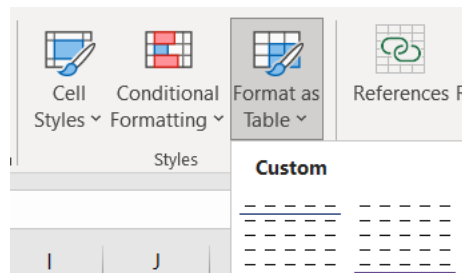 Cell Styles
Conditional Formatting
Format as Table
References
Styles
Custom
I J